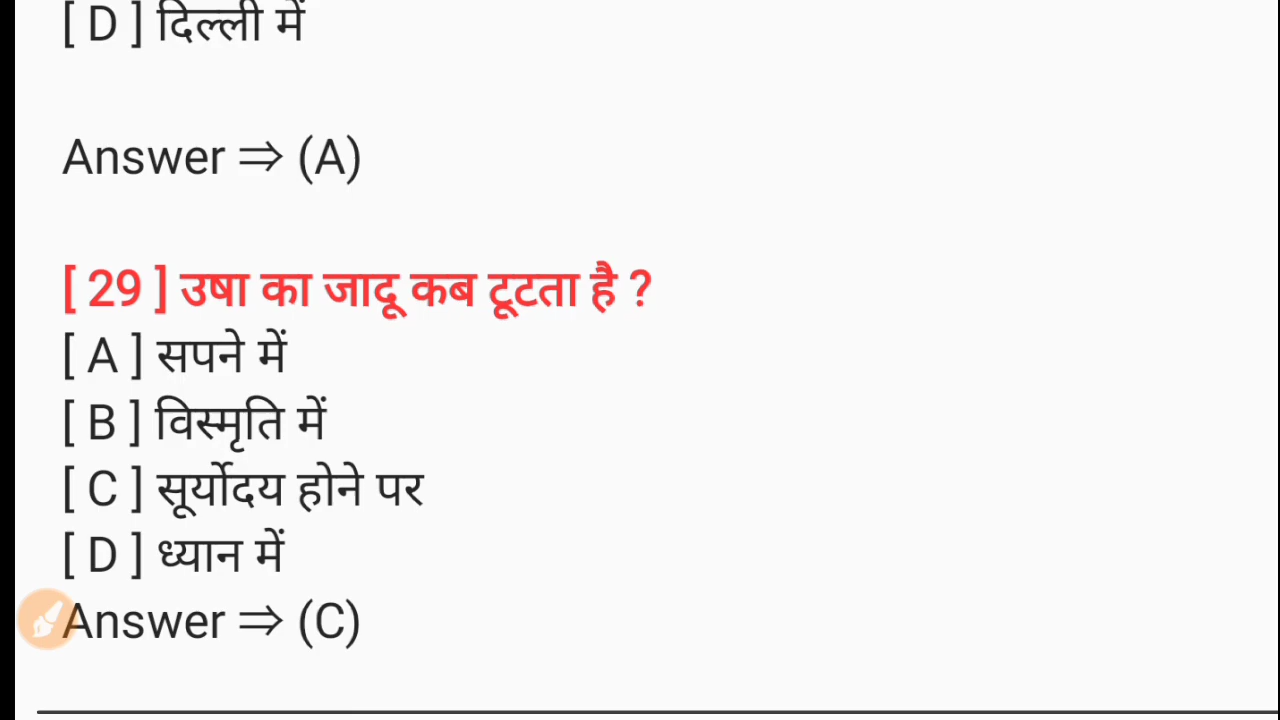 [ D ] दिल्ली में
Answer ⇒ (A)
[ 29 ] उषा का जादू कब टूटता है ?
[ A ] सपने में
[ B ] विस्मृति में
[ C ] सूर्योदय होने पर
[ D ] ध्यान में
Answer ⇒ (C)